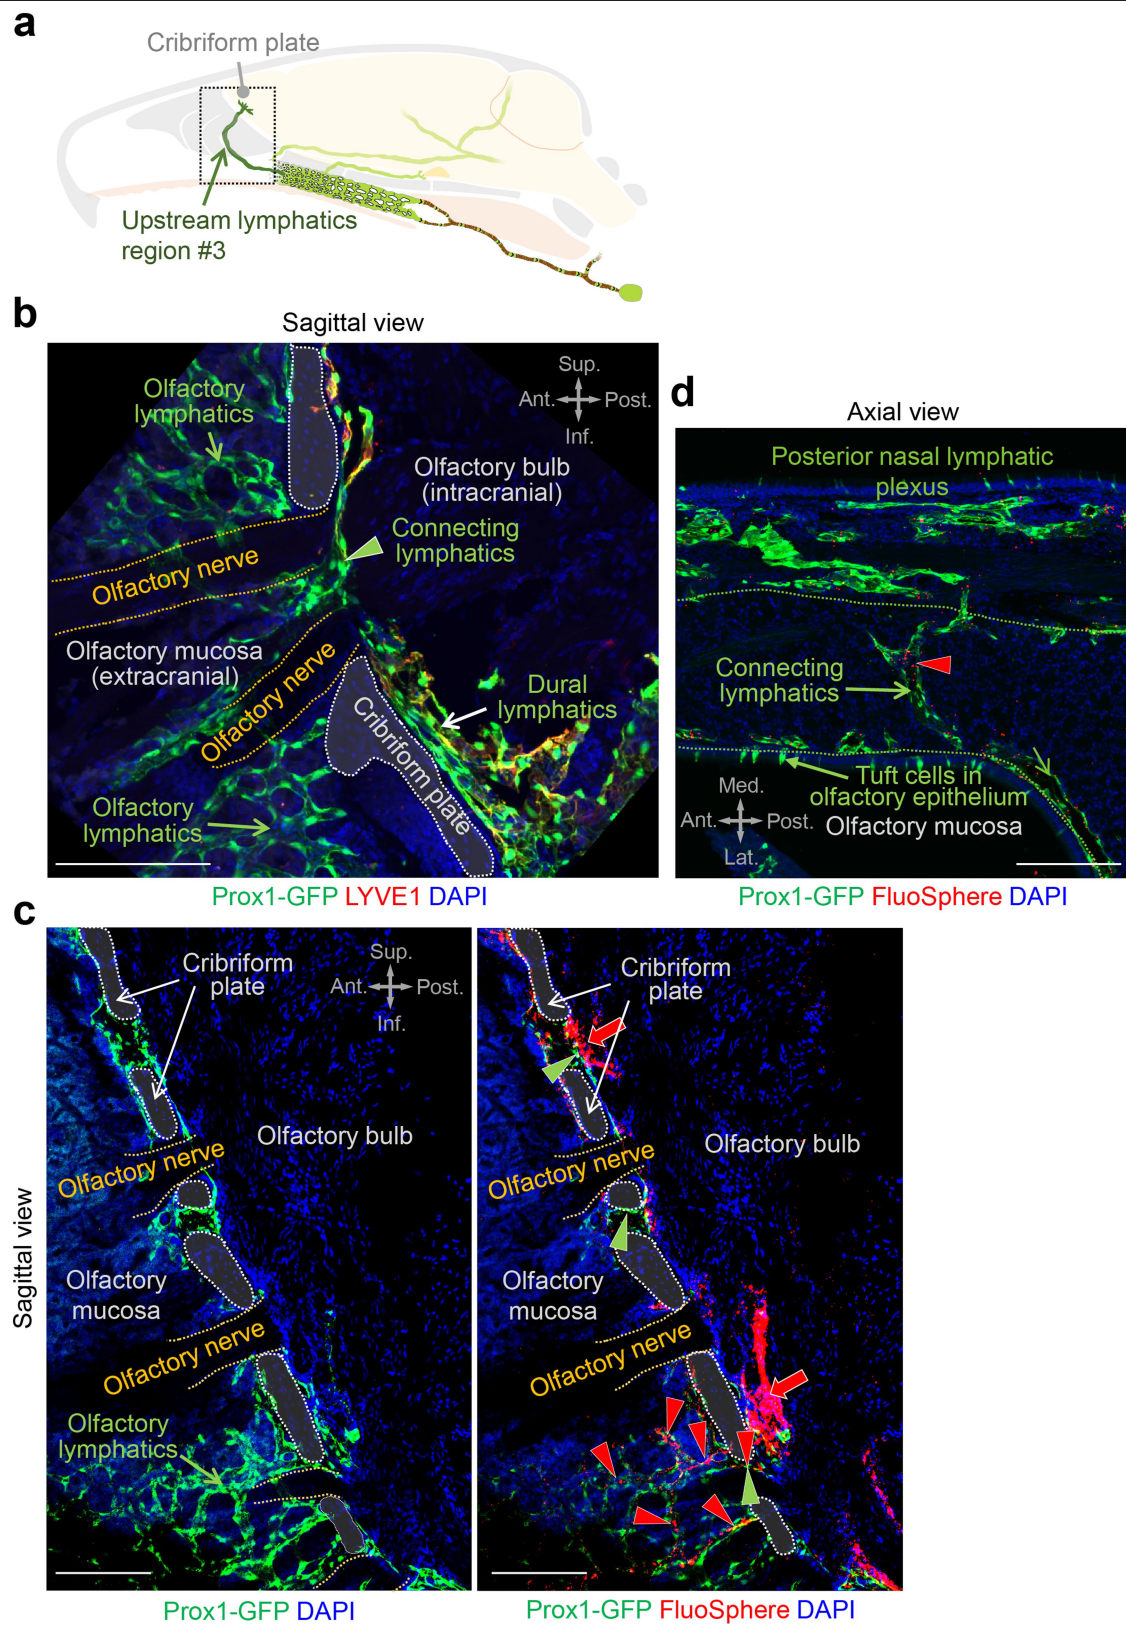 a
Cribriform plate
Upstream lymphatics
region #3
b
Sagittal view
Olfactory
lymphatics
Sup.
Ant.
Post.
Inf.
Olfactory bulb
(intracranial)
Connecting
lymphatics
Olfactory nerve
Olfactory mucosa
(extracranial)
Olfactory nerve
Dural
lymphatics
Cribriform plate
Olfactory
lymphatics
Prox1-GFP LYVE1 DAPI
d
Axial view
Posterior nasal lymphatic
plexus
Connecting
lymphatics
Tuft cells in
olfactory epithelium
Med.
Ant.
Post.
Lat.
Olfactory mucosa
Prox1-GFP FluoSphere DAPI
c
Sagittal view
Cribriform
plate
Sup.
Ant.
Post.
Inf.
Olfactory bulb
Olfactory nerve
Olfactory
mucosa
Olfactory nerve
Olfactory
lymphatics
Prox1-GFP DAPI
Cribriform
plate
Olfactory bulb
Olfactory nerve
Olfactory
mucosa
Olfactory nerve
Prox1-GFP FluoSphere DAPI